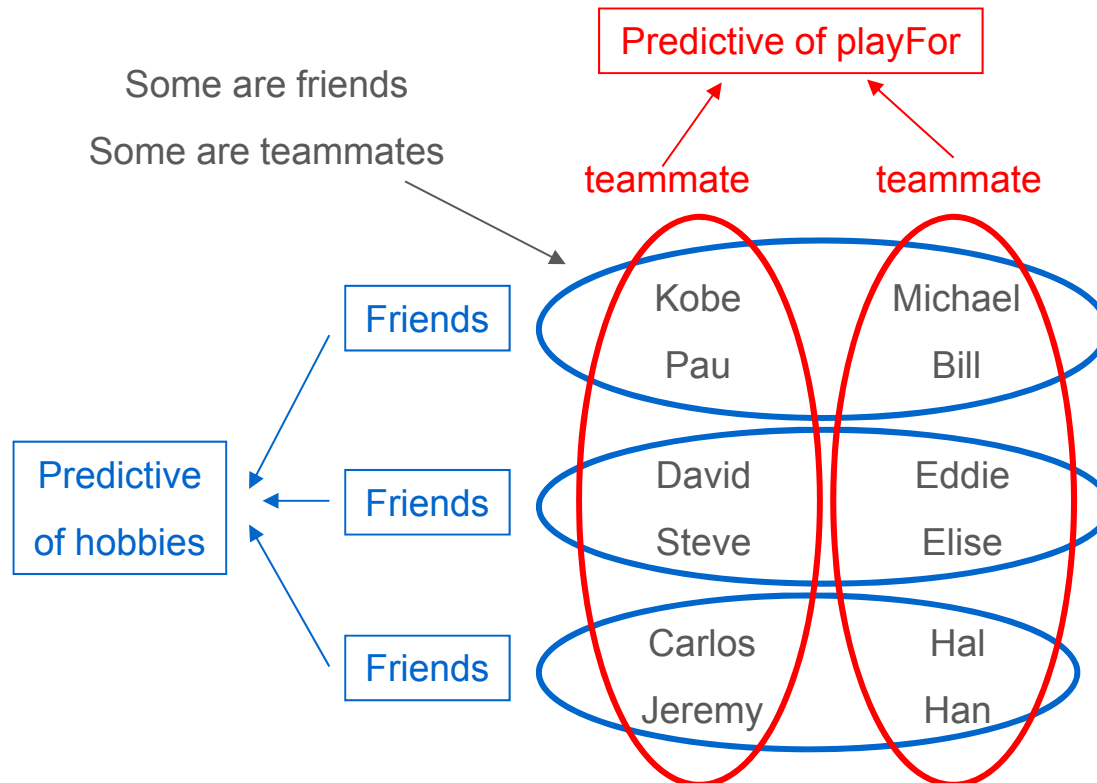 Predictive of playFor
Some are friends
Some are teammates
teammate teammate
Friends
Kobe Michael
Pau Bill
Predictive
of hobbies
Friends
David Eddie
Steve Elise
Friends
Carlos Hal
Jeremy Han